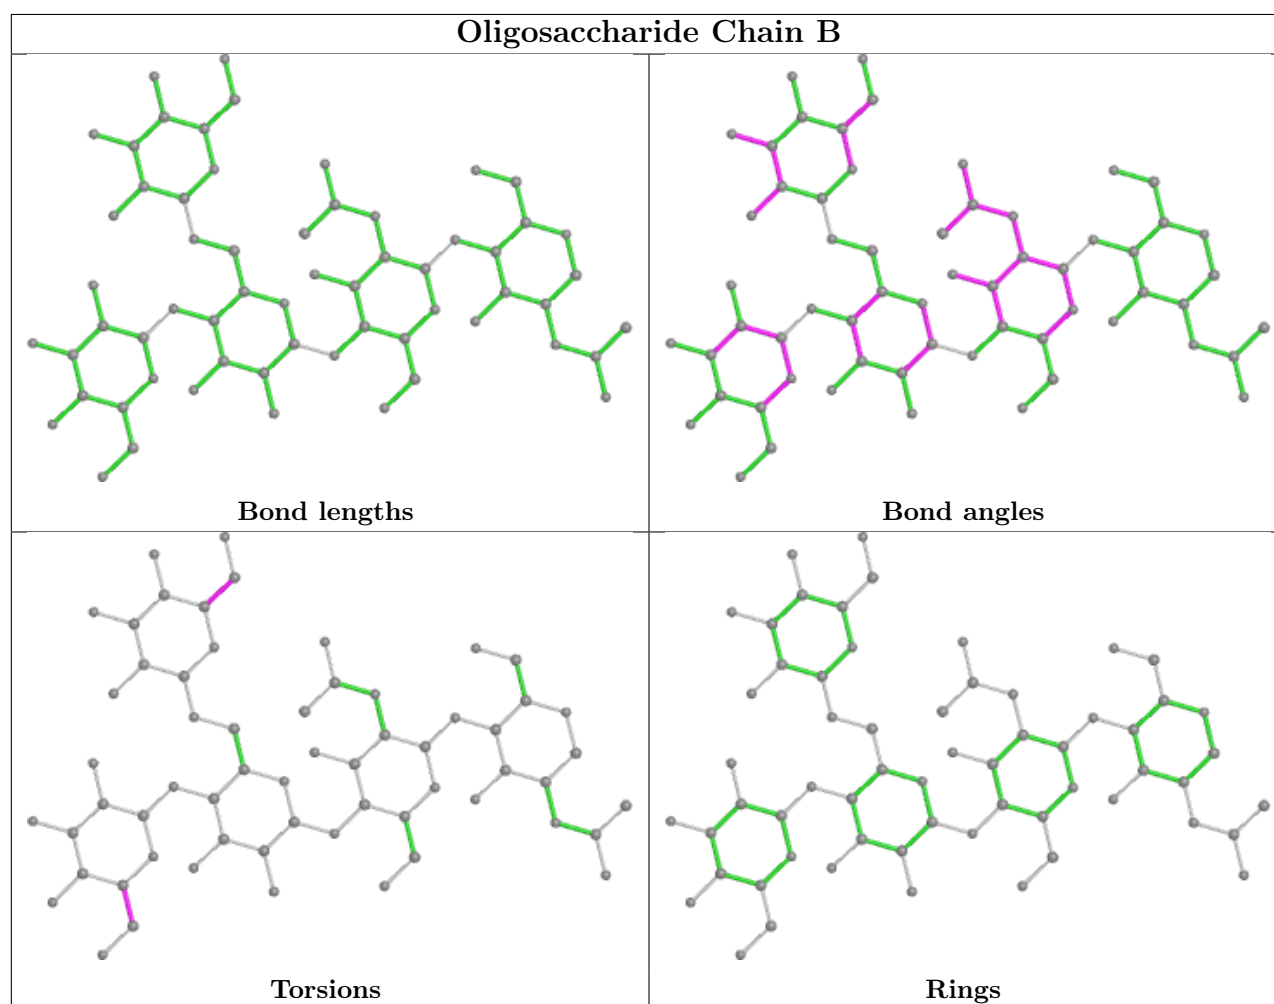 Oligosaccharide Chain B
Bond lengths
Bond angles
Torsions
Rings